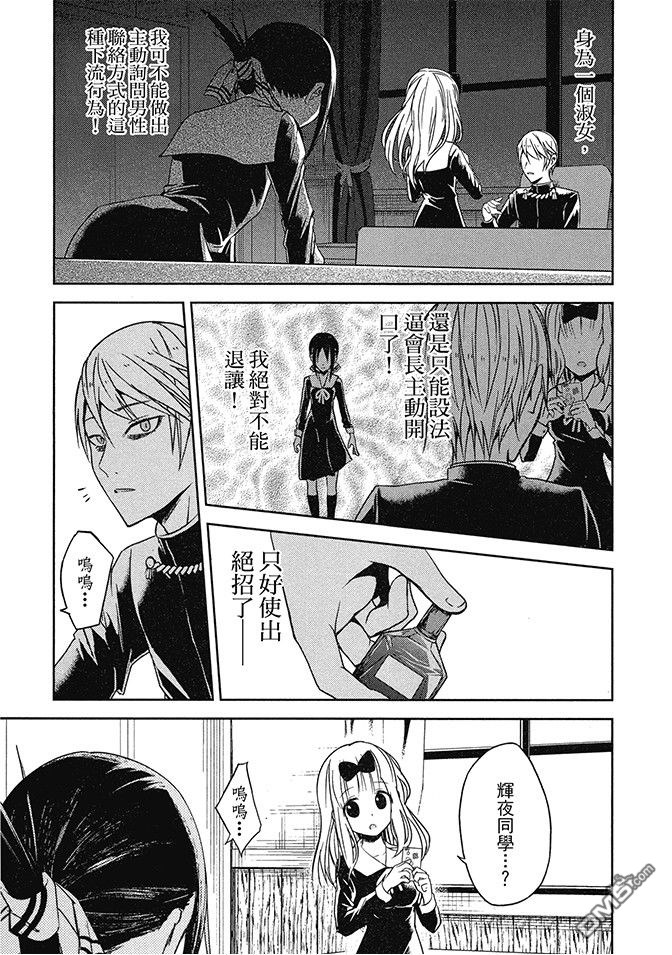 身為一個淑女，
我可不能做出
主動詢問男性
聯絡方式的這
種下流行為！
還是只能設法
逼會長主動開
口了！
我絕對不能
退讓！
嗚嗚…
只好使出
絕招了——
輝夜同學…？
嗚嗚…
DM5.com